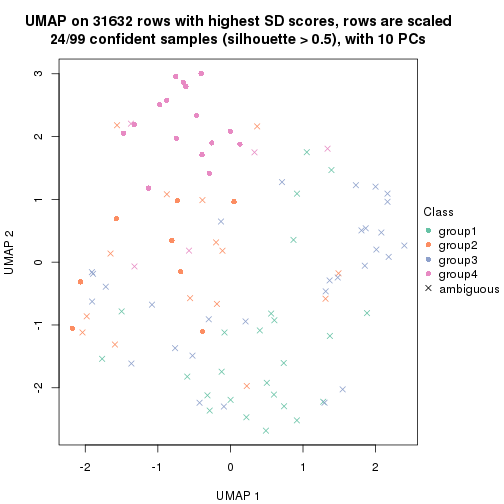 UMAP on 31632 rows with highest SD scores, rows are scaled
24/99 confident samples (silhouette > 0.5), with 10 PCs
3
2
1
0
-1
-2
UMAP 2
-2
-1
0
1
2
UMAP 1
Class
group1
group2
group3
group4
ambiguous